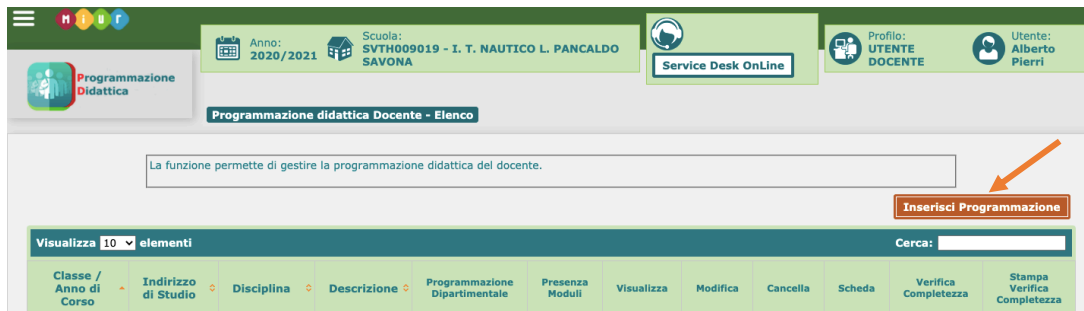 MIUR
Anno:
2020/2021
Scuola:
SVTH009019 - I. T. NAUTICO L. PANCALDO
SAVONA
Service Desk OnLine
Profilo:
UTENTE
DOCENTE
Utente:
Alberto
Pierri
Programmazione
Didattica
Programmazione didattica Docente - Elenco
La funzione permette di gestire la programmazione didattica del docente.
Inserisci Programmazione
Visualizza 10 elementi
Cerca:
Classe /
Anno di
Corso
Indirizzo
di Studio
Disciplina
Descrizione
Programmazione
Dipartimentale
Presenza
Moduli
Visualizza
Modifica
Cancella
Scheda
Verifica
Completezza
Stampa
Verifica
Completezza